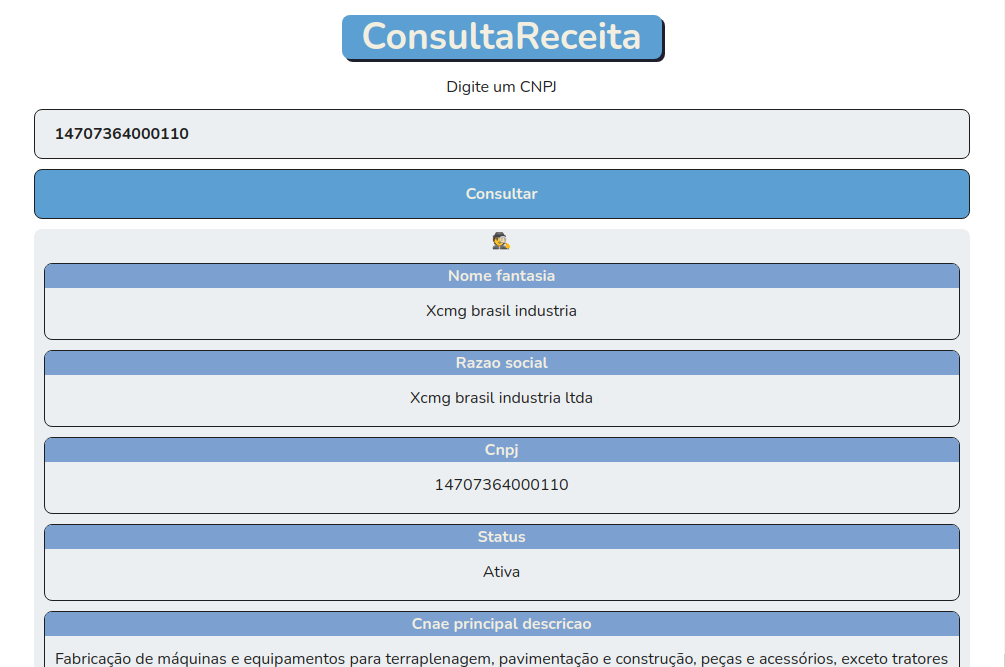 ConsultaReceita
Digite um CNPJ
14707364000110
Consultar
Nome fantasia
Xcmg brasil industria
Razao social
Xcmg brasil industria ltda
Cnpj
14707364000110
Status
Ativa
Cnae principal descricao
Fabricação de máquinas e equipamentos para terraplenagem, pavimentação e construção, peças e acessórios, exceto tratores